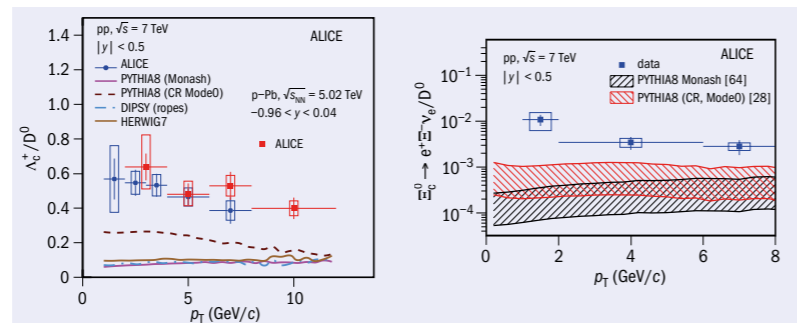 1.4
1.2
1.0
0.8
0.6
0.4
0.2
0
Λc+/D0
pp, √s = 7 TeV
|y| < 0.5
ALICE
ALICE
PYTHIA8 (Monash)
PYTHIA8 (CR Mode0)
DIPSY (ropes)
HERWIG7
p–Pb, √sNN = 5.02 TeV
–0.96 < y < 0.04
ALICE
0 5 10
pT (GeV/c)
pp, √s = 7 TeV
|y| < 0.5
ALICE
data
PYTHIA8 Monash [64]
PYTHIA8 (CR, Mode0) [28]
10–1
10–2
10–3
10–4
Ξc0 → e+Ξ–νe/D0
0 2 4 6 8
pT (GeV/c)